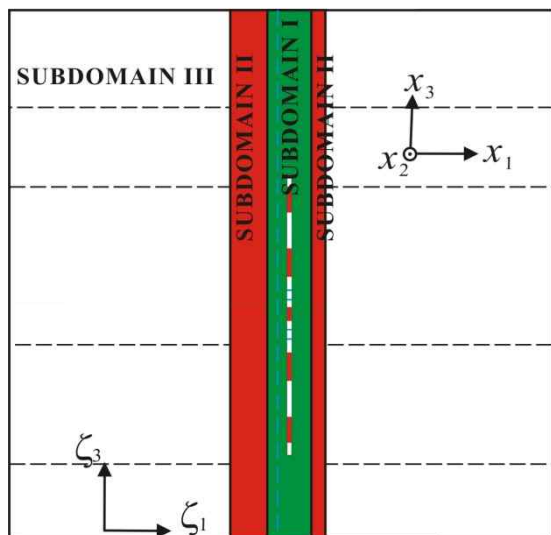 SUBDOMAIN III
SUBDOMAIN II
SUBDOMAIN I
SUBDOMAIN II
x₃
x₂
x₁
ζ₃
ζ₁